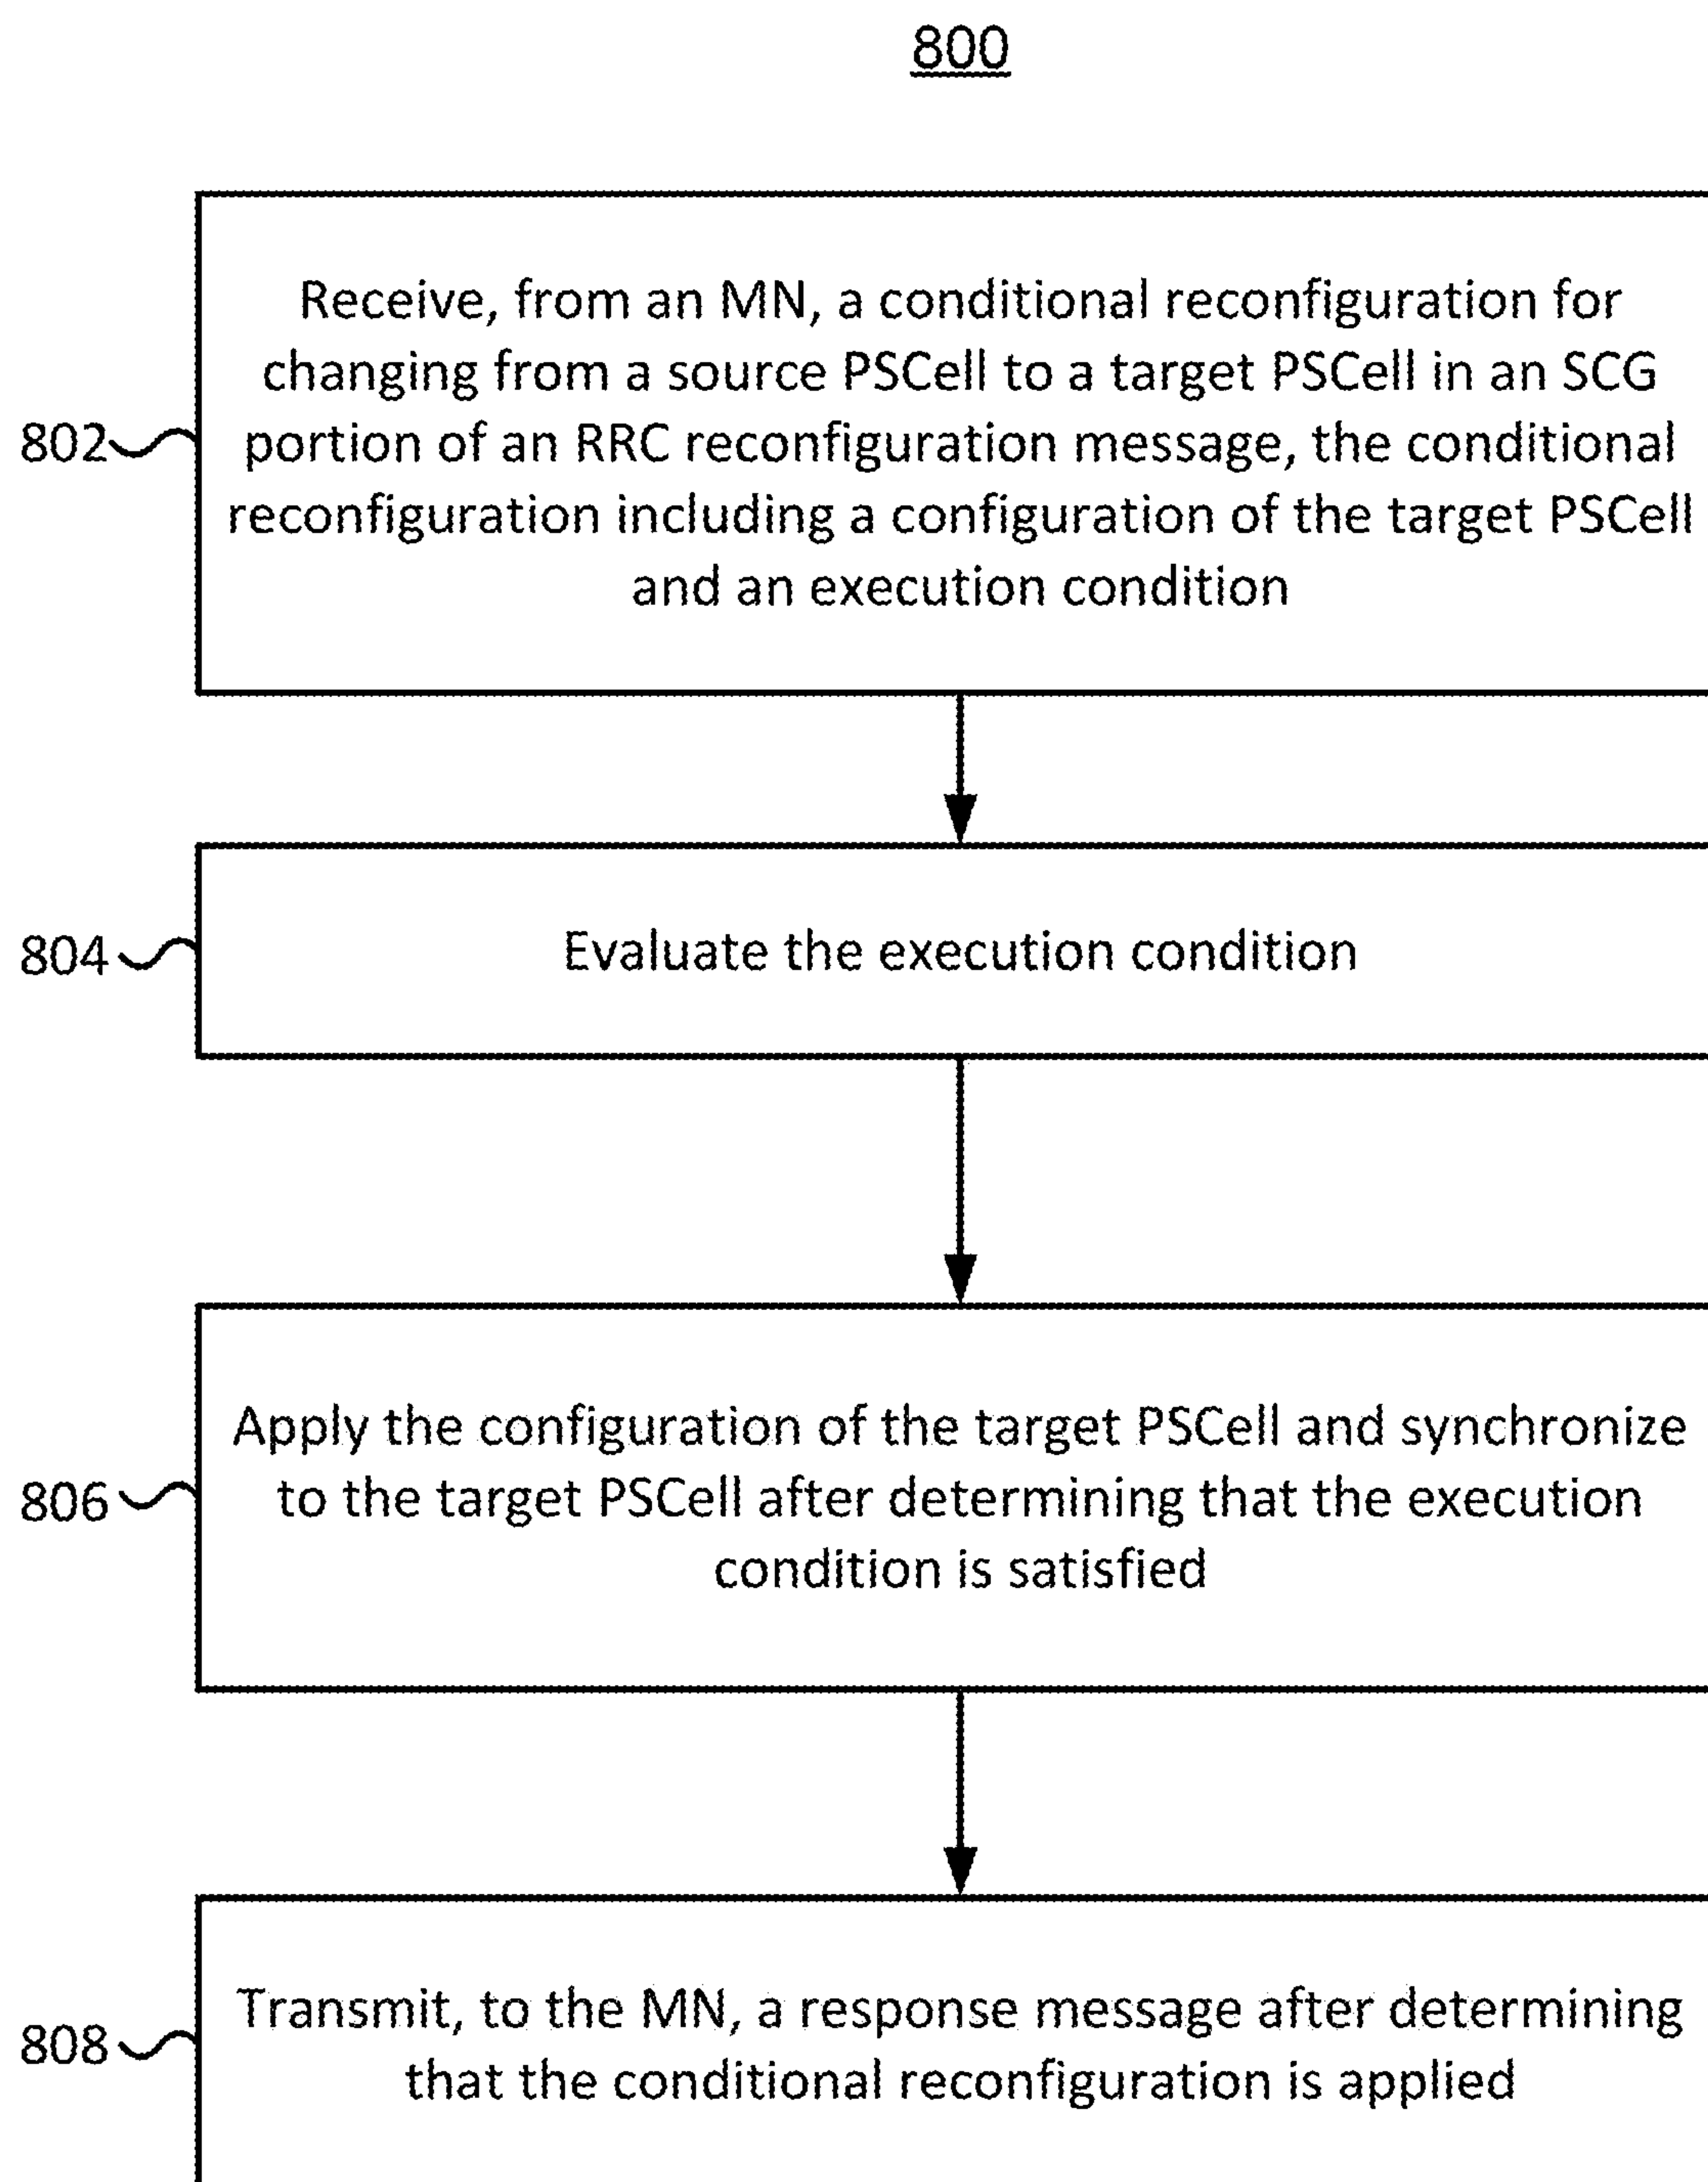 800
Receive, from an MN, a conditional reconfiguration for
changing from a source PSCell to a target PSCell in an SCG
802
portion of an RRC reconfiguration message, the conditional
reconfiguration including a configuration of the target PSCell
and an execution condition
804
Evaluate the execution condition
Apply the configuration of the target PSCell and synchronize
806
to the target PSCell after determining that the execution
condition is satisfied
Transmit, to the MN, a response message after determining
808
that the conditional reconfiguration is applied